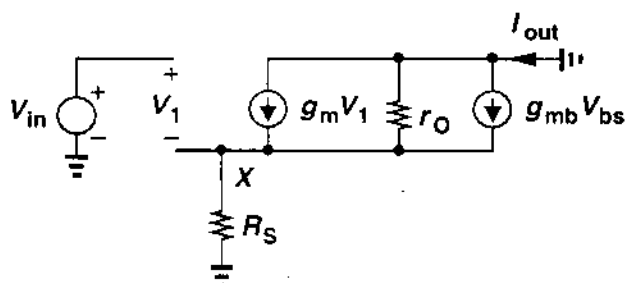 I_out
V_in
+
−
+
V_1
−
g_m V_1
r_O
g_mb V_bs
X
R_S